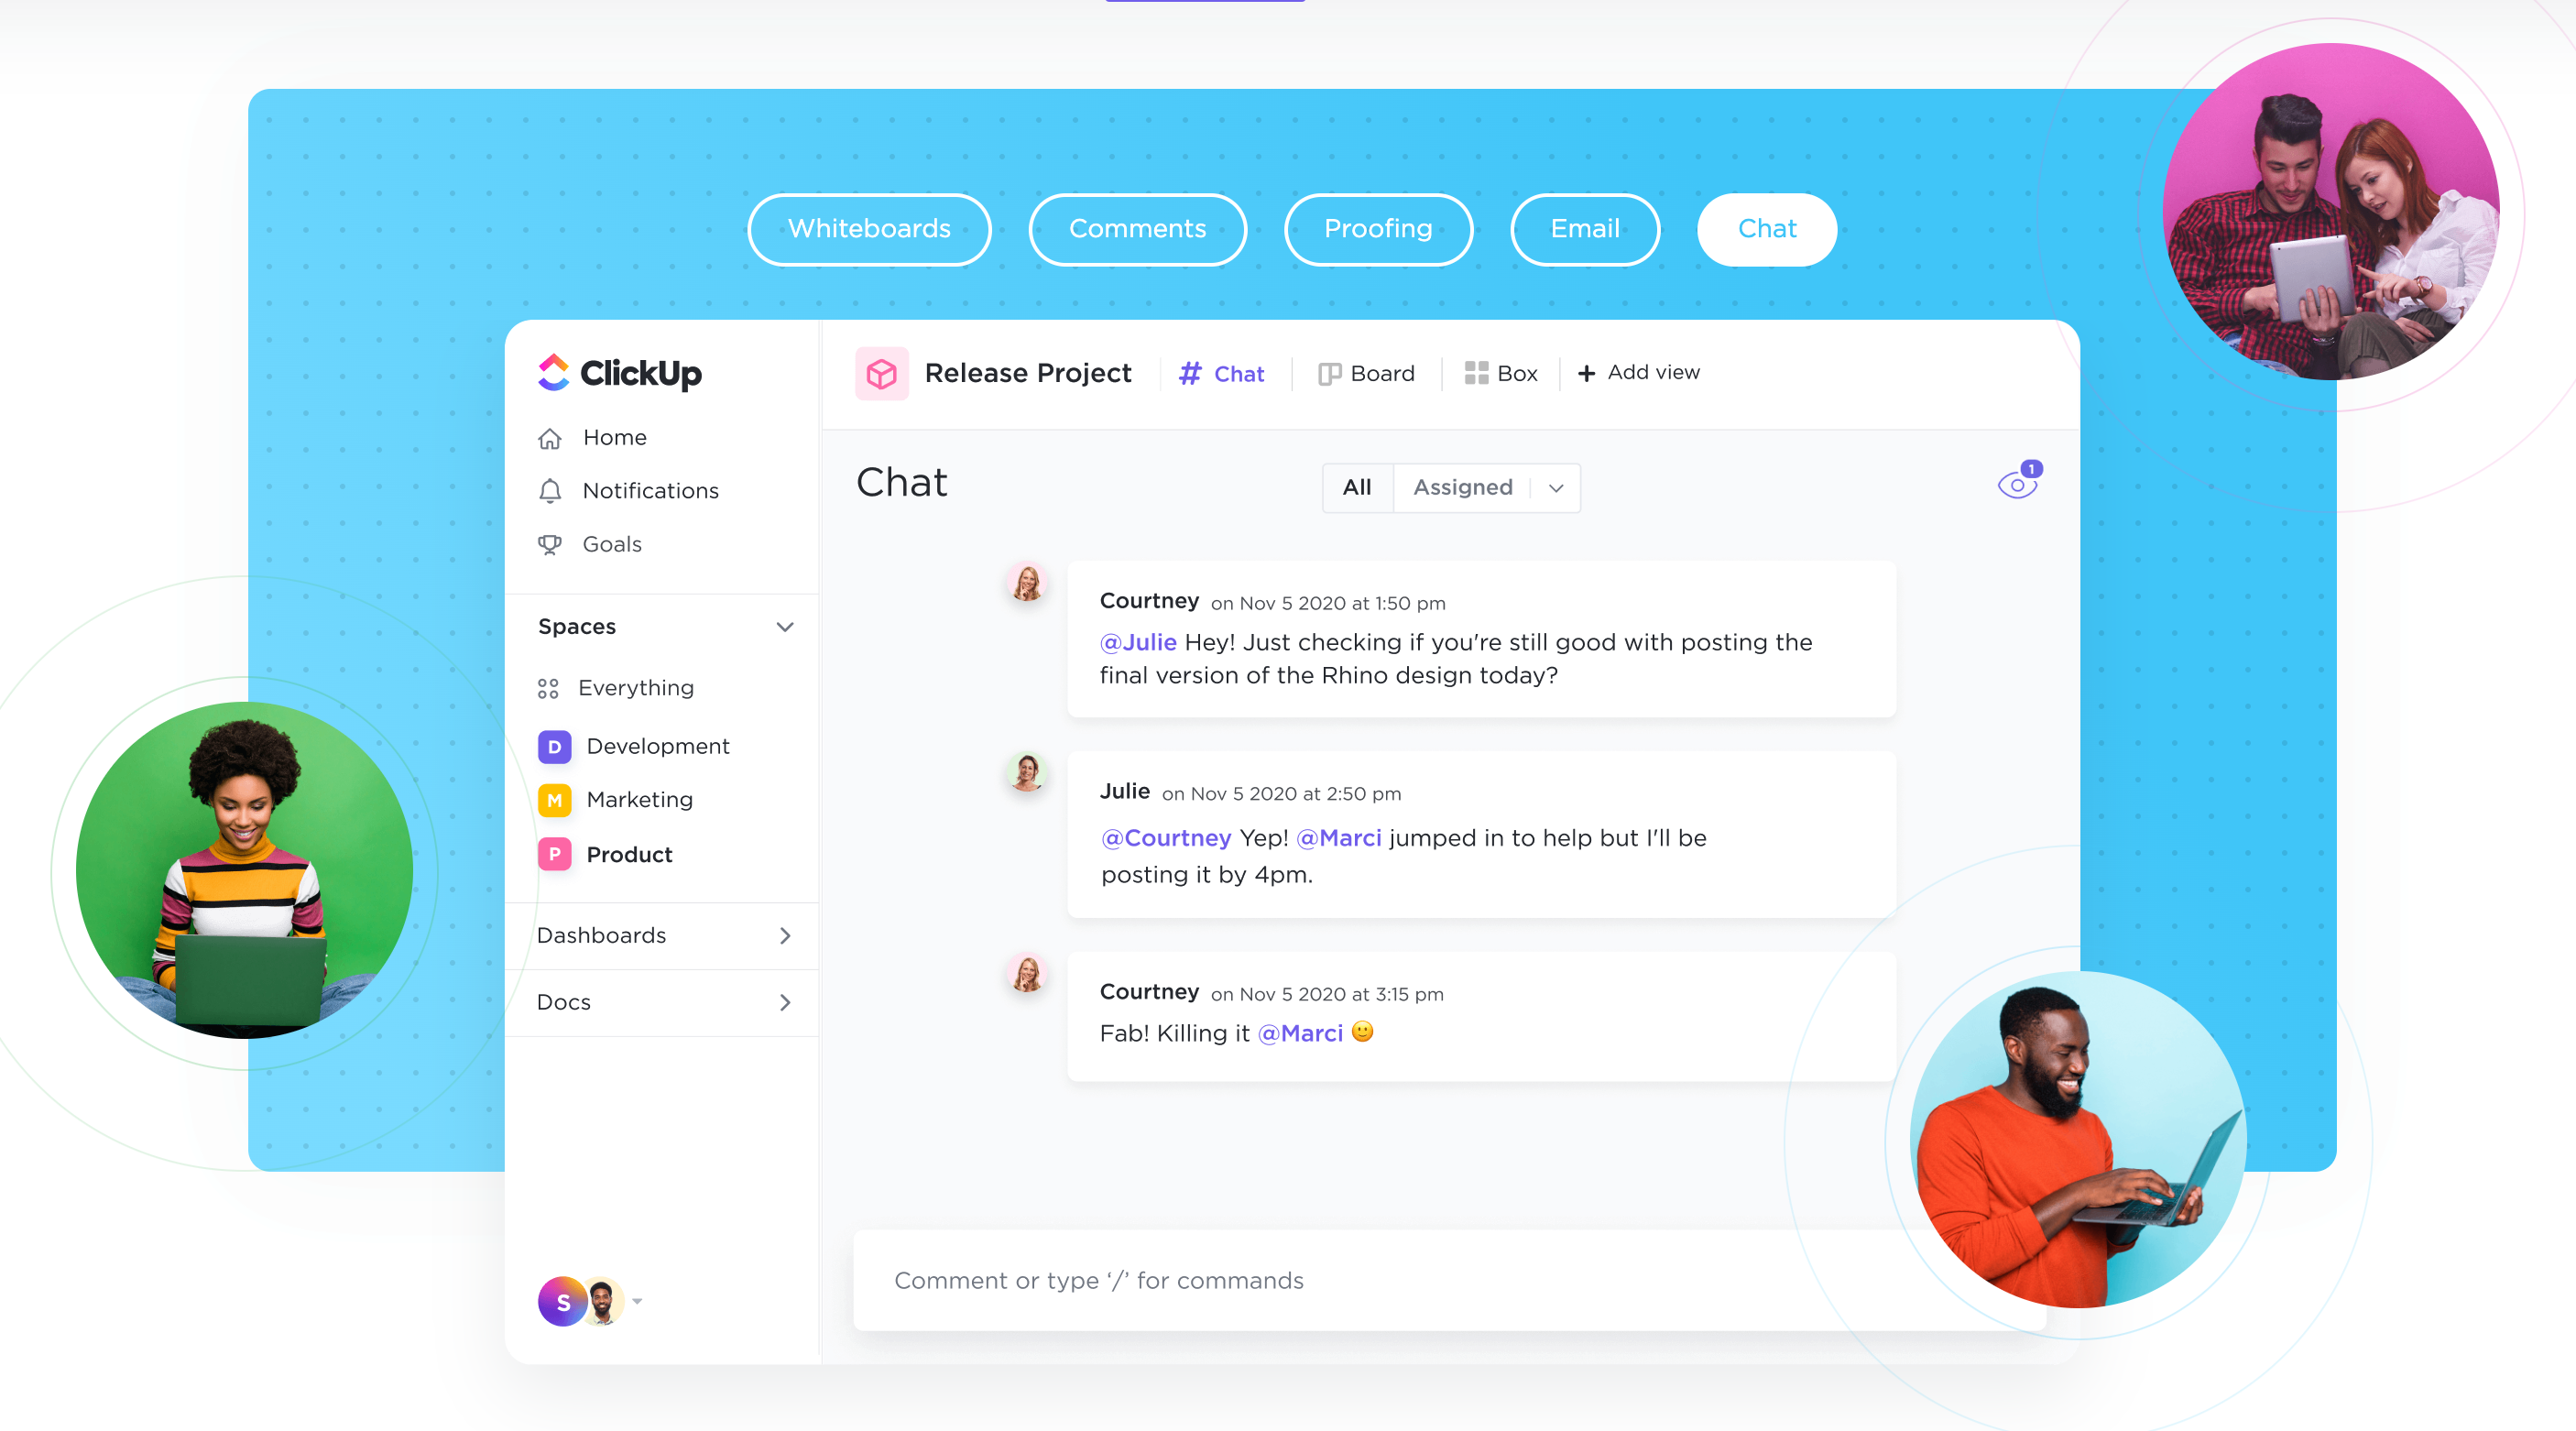 Whiteboards
Comments
Proofing
Email
Chat
ClickUp
Home
Notifications
Goals
Spaces
Everything
D Development
M Marketing
P Product
Dashboards
Docs
S
Release Project
# Chat
Board
Box
+ Add view
Chat
All
Assigned
1
Courtney on Nov 5 2020 at 1:50 pm
@Julie Hey! Just checking if you're still good with posting the
final version of the Rhino design today?
Julie on Nov 5 2020 at 2:50 pm
@Courtney Yep! @Marci jumped in to help but I'll be
posting it by 4pm.
Courtney on Nov 5 2020 at 3:15 pm
Fab! Killing it @Marci 🙂
Comment or type ‘/’ for commands